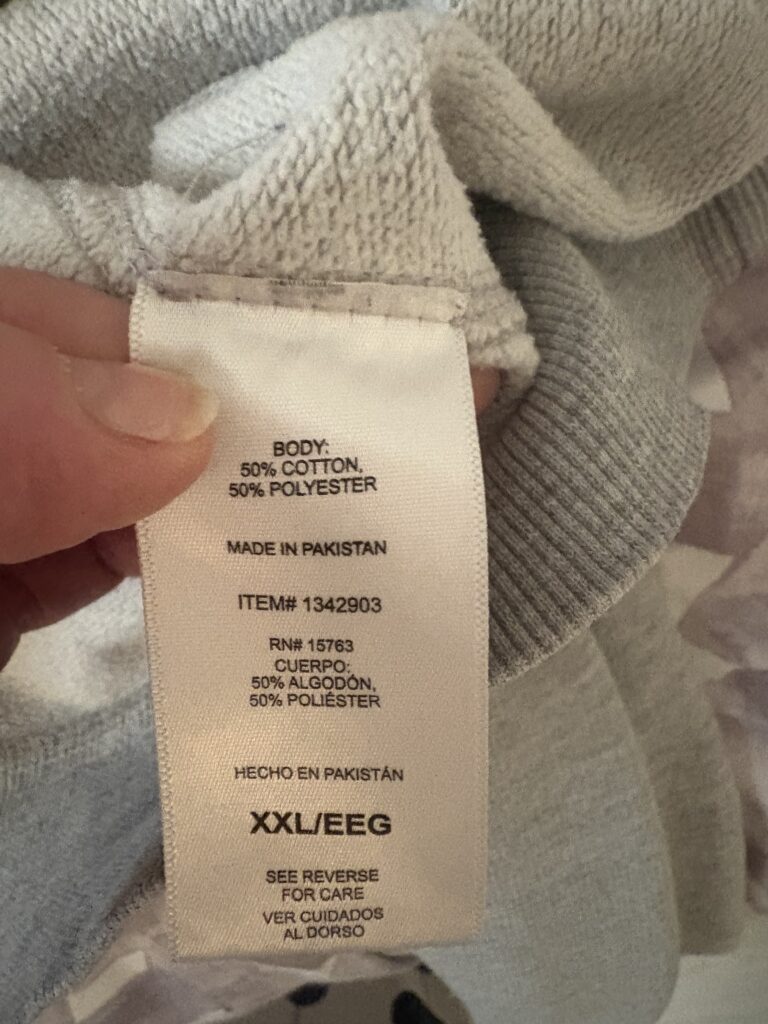 BODY:
50% COTTON,
50% POLYESTER
MADE IN PAKISTAN
ITEM# 1342903
RN# 15763
CUERPO:
50% ALGODÓN,
50% POLIÉSTER
HECHO EN PAKISTÁN
XXL/EEG
SEE REVERSE
FOR CARE
VER CUIDADOS
AL DORSO